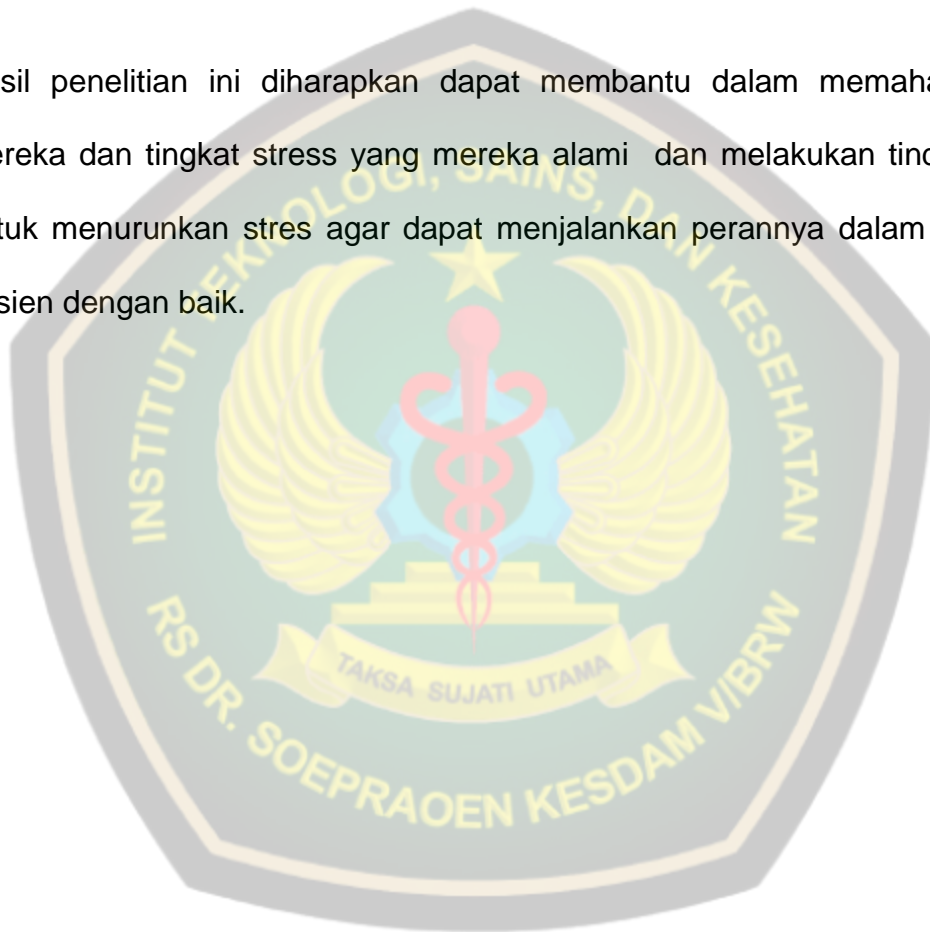 sil penelitian ini diharapkan dapat membantu dalam memaha
ereka dan tingkat stress yang mereka alami dan melakukan tind
tuk menurunkan stres agar dapat menjalankan perannya dalam
sien dengan baik.
INSTITUT TEKNOLOGI, SAINS, DAN KESEHATAN
TAKSA SUJATI UTAMA
RS DR. SOEPRAOEN KESDAM V/BRW